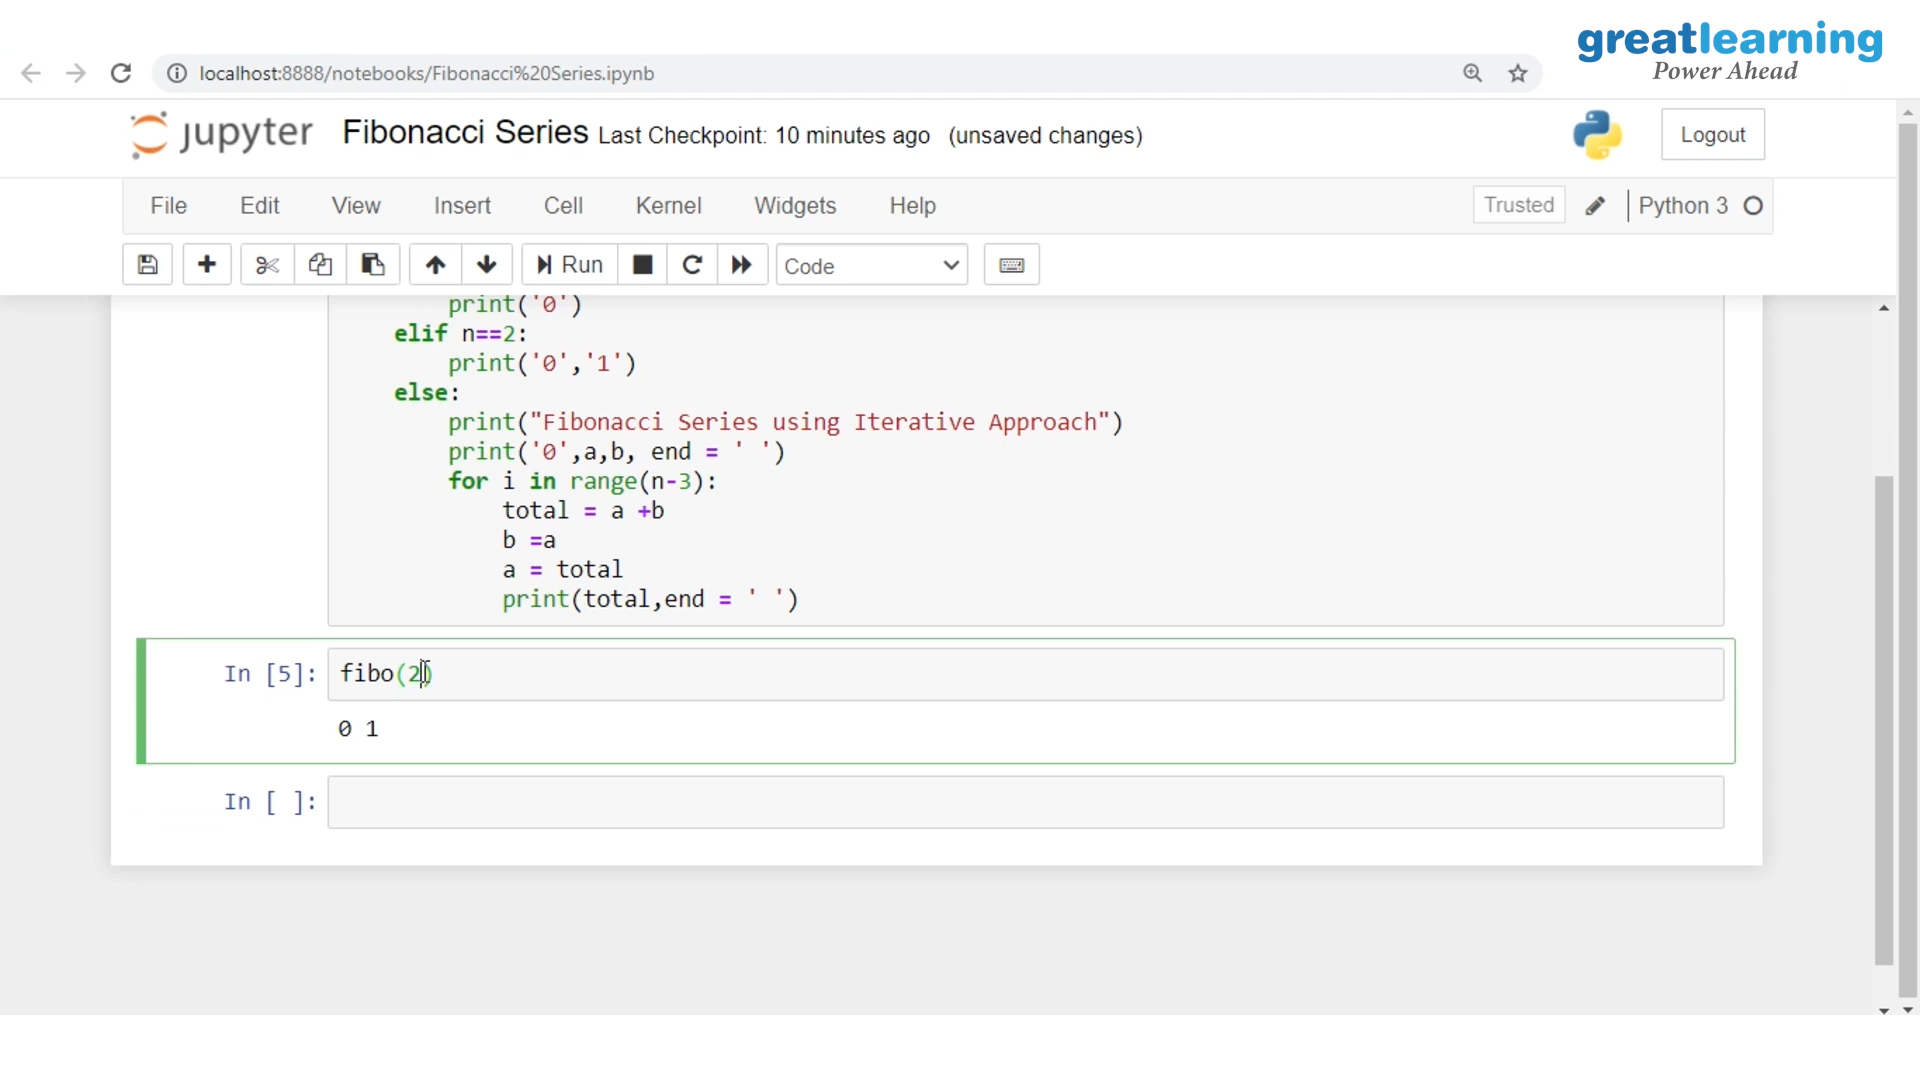 greatlearning
Power Ahead
localhost:8888/notebooks/Fibonacci%20Series.ipynb
jupyter Fibonacci Series Last Checkpoint: 10 minutes ago (unsaved changes)
Logout
File Edit View Insert Cell Kernel Widgets Help Trusted Python 3
Run Code
print('0')
elif n==2:
print('0','1')
else:
print("Fibonacci Series using Iterative Approach")
print('0',a,b, end = ' ')
for i in range(n-3):
total = a +b
b =a
a = total
print(total,end = ' ')
In [5]: fibo(2)
0 1
In [ ]: